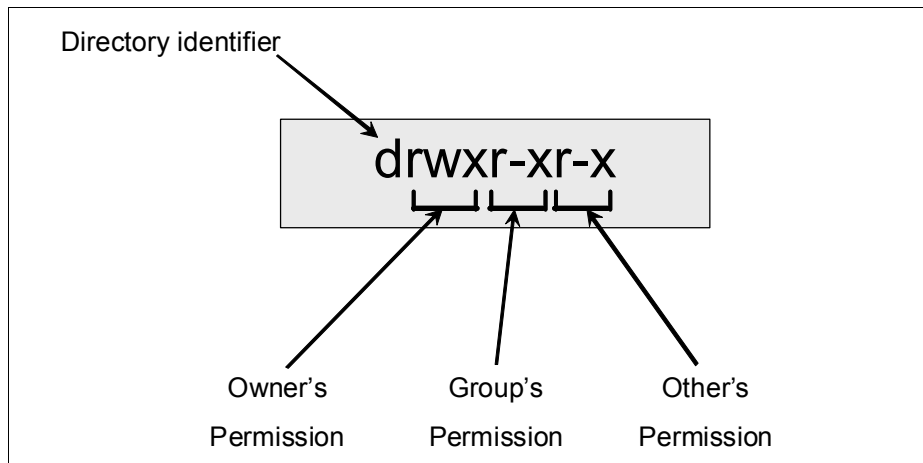 Directory identifier
drwxr-xr-x
Owner's Group's Other's
Permission Permission Permission